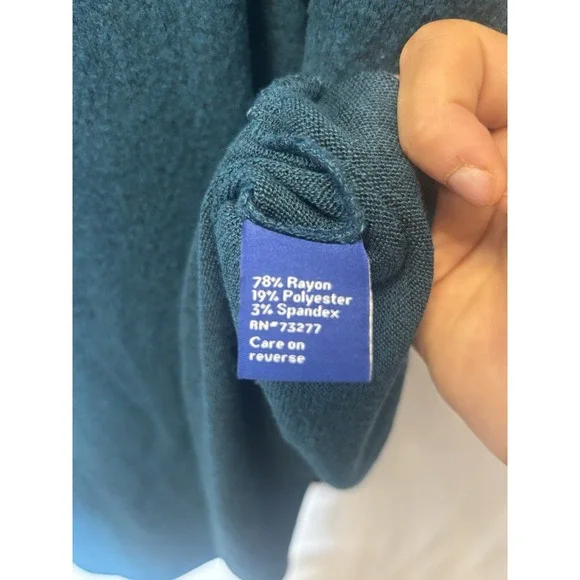 78% Rayon
19% Polyester
3% Spandex
RN#73277
Care on
reverse